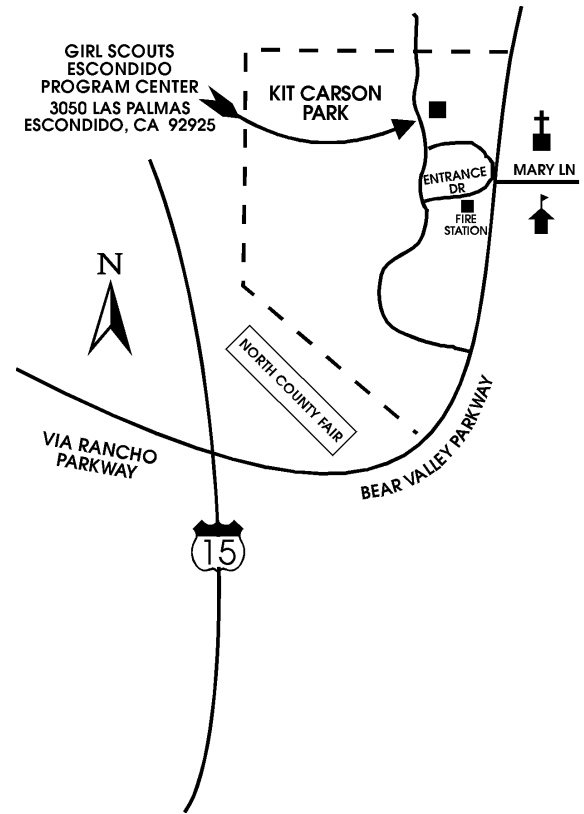 GIRL SCOUTS
ESCONDIDO
PROGRAM CENTER
3050 LAS PALMAS
ESCONDIDO, CA 92925
KIT CARSON
PARK
ENTRANCE
DR
MARY LN
FIRE
STATION
N
NORTH COUNTY FAIR
VIA RANCHO
PARKWAY
BEAR VALLEY PARKWAY
15